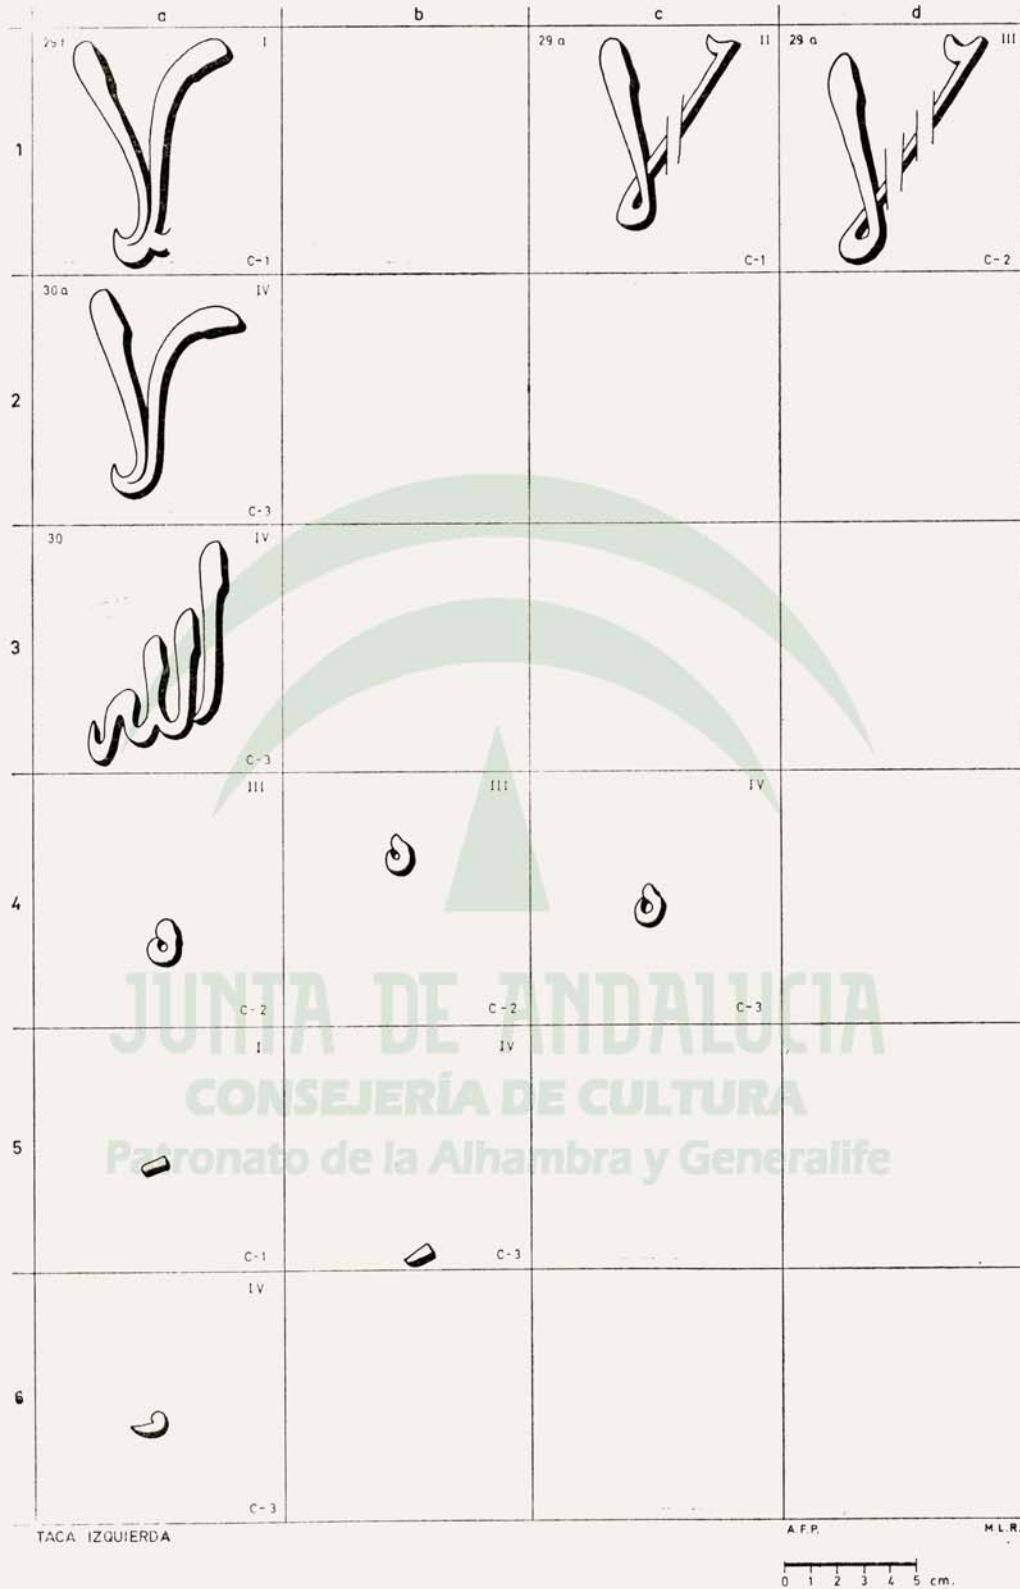 a b c d
1
29f I
29 a II
29 a III
C-1
C-1
C-2
2
30 a IV
C-3
3
30 IV
C-3
4
III
III
IV
C-2
C-2
C-3
5
I
IV
C-1
C-3
6
IV
C-3
JUNTA DE ANDALUCIA
CONSEJERÍA DE CULTURA
Patronato de la Alhambra y Generalife
TACA IZQUIERDA
A.F.P. M.L.R.
0 1 2 3 4 5 cm.